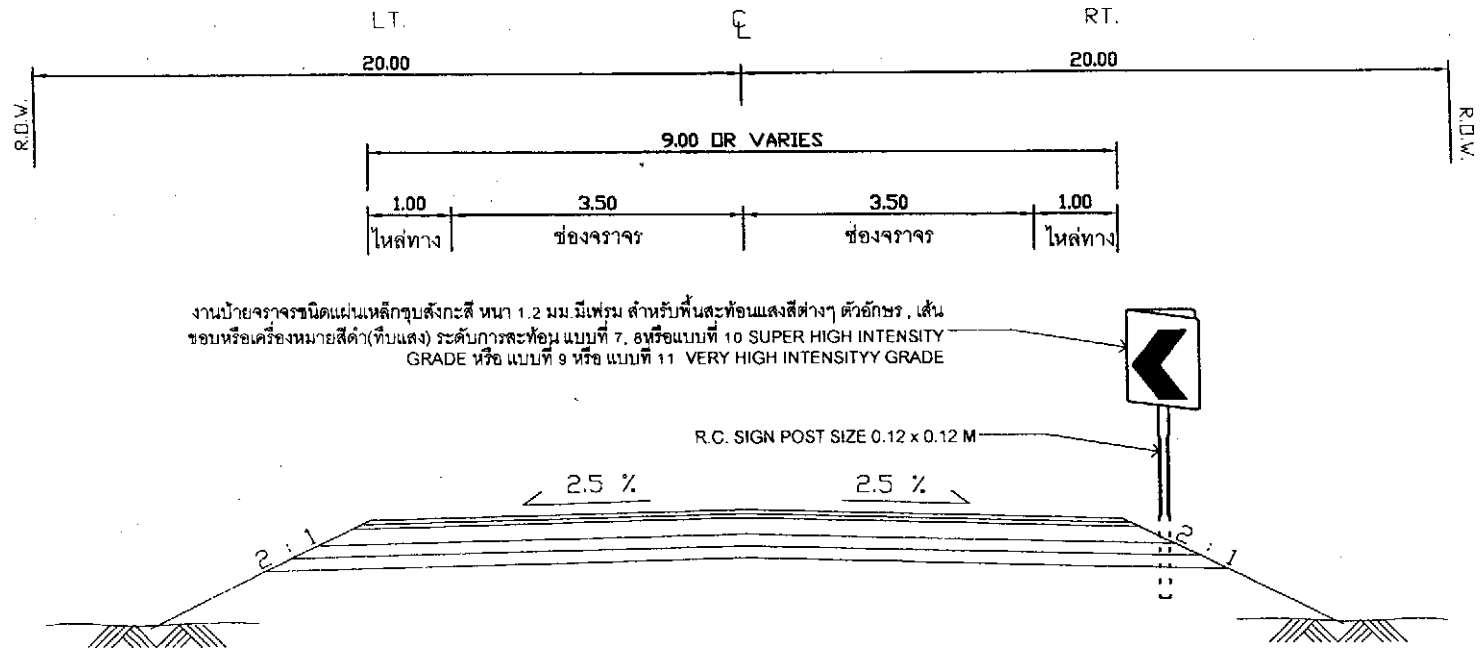 LT.
℄
RT.
20.00
20.00
R.O.W.
R.O.W.
9.00 OR VARIES
1.00
3.50
3.50
1.00
ไหล่ทาง
ช่องจราจร
ช่องจราจร
ไหล่ทาง
งานป้ายจราจรชนิดแผ่นเหล็กชุบสังกะสี หนา 1.2 มม.มีเฟรม สำหรับพื้นสะท้อนแสงสีต่างๆ ตัวอักษร , เส้น
ขอบหรือเครื่องหมายสีดำ(ทึบแสง) ระดับการสะท้อน แบบที่ 7, 8หรือแบบที่ 10 SUPER HIGH INTENSITY
GRADE หรือ แบบที่ 9 หรือ แบบที่ 11 VERY HIGH INTENSITYY GRADE
R.C. SIGN POST SIZE 0.12 x 0.12 M
2.5 %
2.5 %
2 : 1
2 : 1